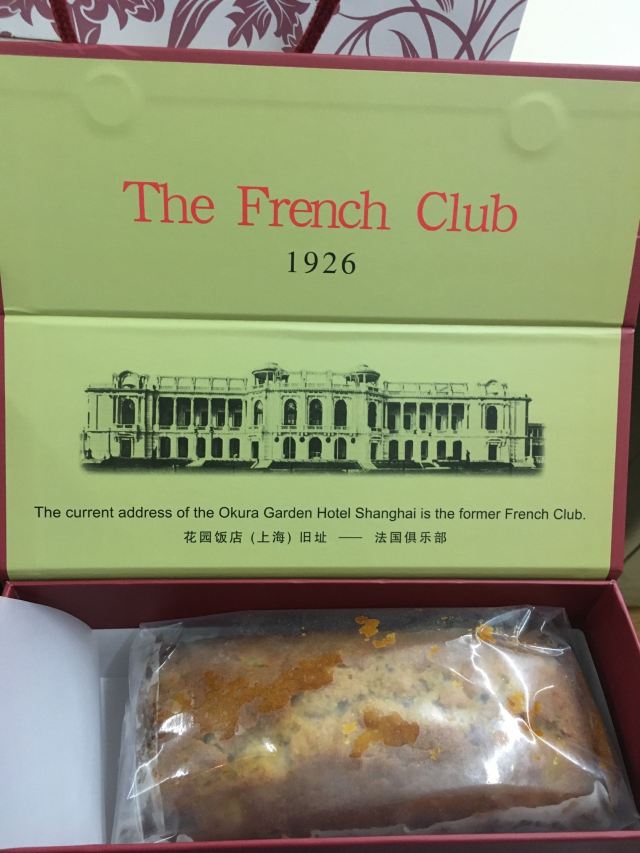 The French Club
1926
The current address of the Okura Garden Hotel Shanghai is the former French Club.
花园饭店 (上海) 旧址 —— 法国俱乐部